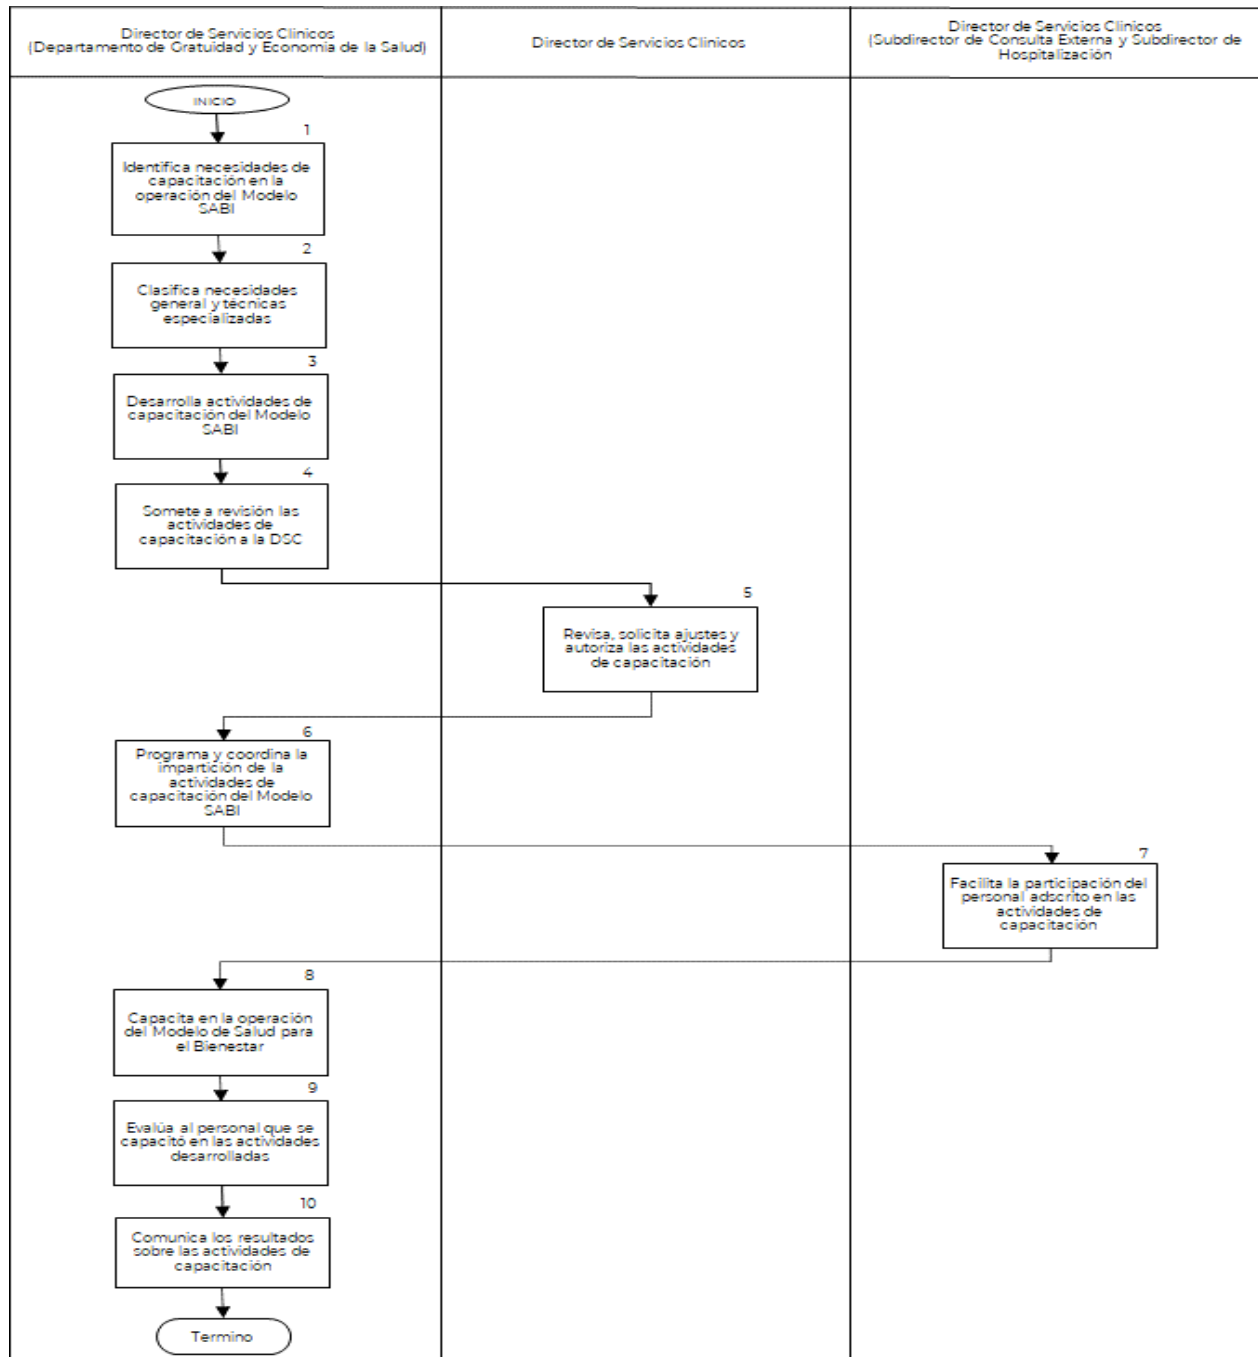 Director de Servicios Clínicos
(Departamento de Gratuidad y Economía de la Salud)
Director de Servicios Clínicos
Director de Servicios Clínicos
(Subdirector de Consulta Externa y Subdirector de
Hospitalización
INICIO
1
Identifica necesidades de
capacitación en la
operación del Modelo
SABI
2
Clasifica necesidades
general y técnicas
especializadas
3
Desarrolla actividades de
capacitación del Modelo
SABI
4
Somete a revisión las
actividades de
capacitación a la DSC
5
Revisa, solicita ajustes y
autoriza las actividades
de capacitación
6
Programa y coordina la
impartición de la
actividades de
capacitación del Modelo
SABI
7
Facilita la participación del
personal adscrito en las
actividades de
capacitación
8
Capacita en la operación
del Modelo de Salud para
el Bienestar
9
Evalúa al personal que se
capacitó en las actividades
desarrolladas
10
Comunica los resultados
sobre las actividades de
capacitación
Termino